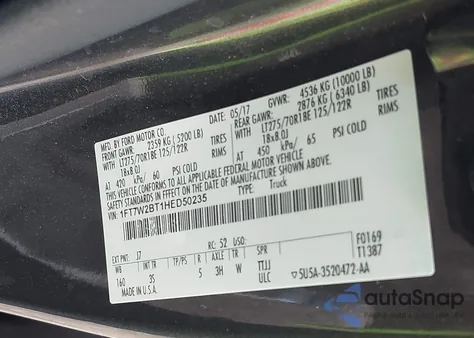 MFD. BY FORD MOTOR CO.
DATE: 05/17 GVWR: 4536 KG (10000 LB)
FRONT GAWR: 2359 KG (5200 LB) REAR GAWR: 2876 KG (6340 LB)
LT275/70R18E 125/122R TIRES LT275/70R18E 125/122R TIRES
18x8.0J RIMS 18x8.0J RIMS
AT 420 kPa/ 60 PSI COLD AT 450 kPa/ 65 PSI COLD
THIS VEHICLE CONFORMS TO ALL APPLICABLE FEDERAL MOTOR VEHICLE
SAFETY STANDARDS IN EFFECT ON THE DATE OF MANUFACTURE SHOWN ABOVE.
VIN: 1FT7W2BT1HED50235
TYPE: Truck
EXT PNT: J7 RC: 52 DSO: F0169
WB TR TP/PS R AXLE TR SPR T1387
160 35 5 3H W TTJJ
MADE IN U.S.A. ULC 5U5A-3520472-AA
autoSnap